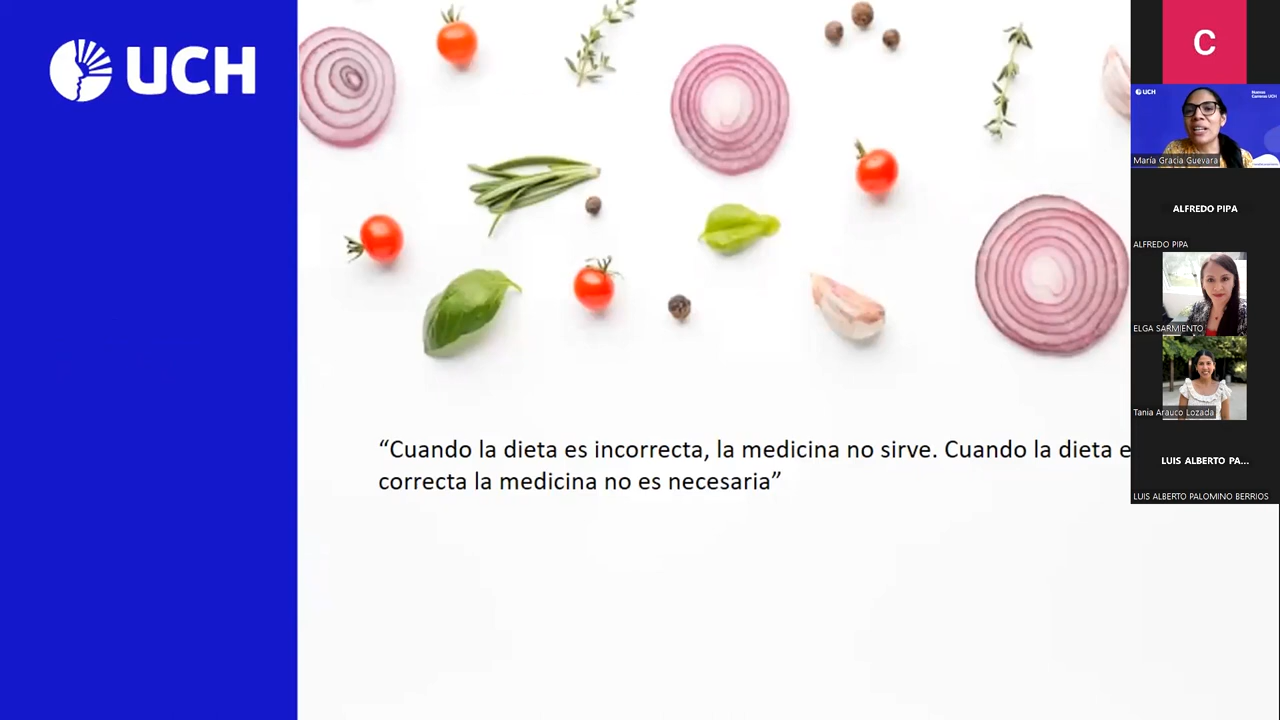 UCH
“Cuando la dieta es incorrecta, la medicina no sirve. Cuando la dieta e
correcta la medicina no es necesaria”
C
UCH
María Gracia Guevara
ALFREDO PIPA
ALFREDO PIPA
ELGA SARMIENTO
Tania Arauco Lozada
LUIS ALBERTO PA...
LUIS ALBERTO PALOMINO BERRIOS